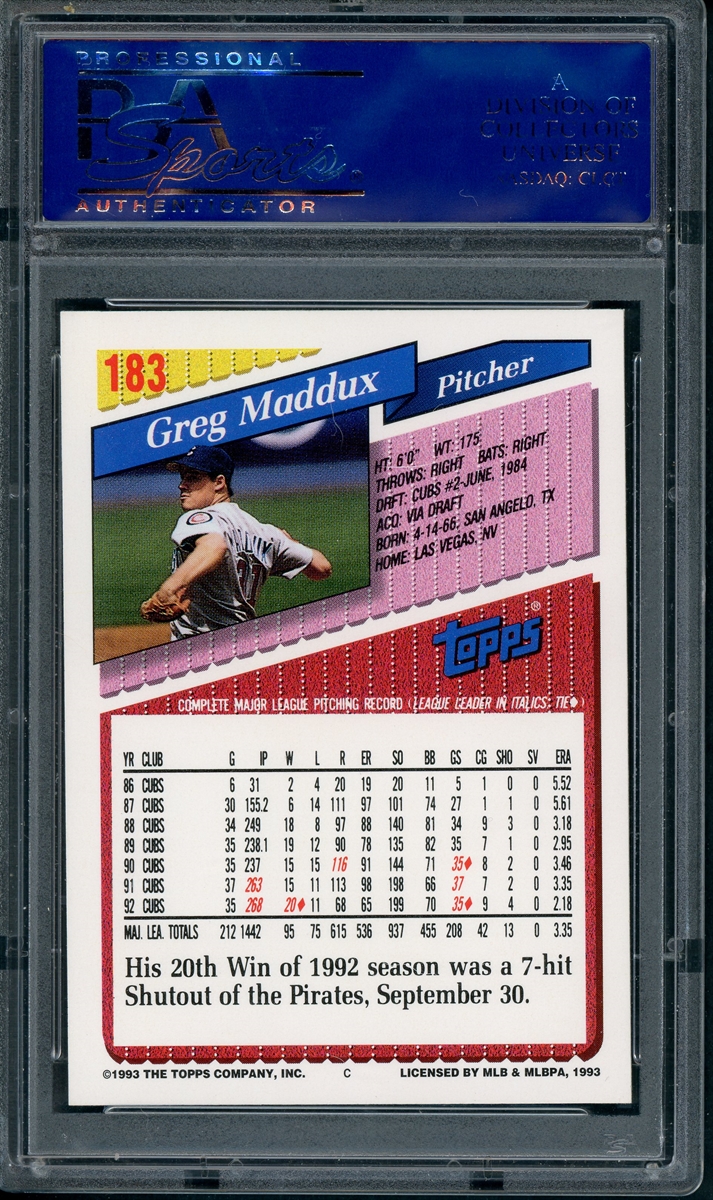 PROFESSIONAL
PSA
Sports®
AUTHENTICATOR
A
DIVISION OF
COLLECTORS
UNIVERSE
NASDAQ: CLCT
183
Greg Maddux
Pitcher
HT: 6'0" WT: 175
THROWS: RIGHT BATS: RIGHT
DRFT: CUBS #2-JUNE, 1984
ACQ: VIA DRAFT
BORN: 4-14-66, SAN ANGELO, TX
HOME: LAS VEGAS, NV
TOPPS®
COMPLETE MAJOR LEAGUE PITCHING RECORD (LEAGUE LEADER IN ITALICS, TIE♦)
YR CLUB G IP W L R ER SO BB GS CG SHO SV ERA
86 CUBS 6 31 2 4 20 19 20 11 5 1 0 0 5.52
87 CUBS 30 155.2 6 14 111 97 101 74 27 1 1 0 5.61
88 CUBS 34 249 18 8 97 88 140 81 34 9 3 0 3.18
89 CUBS 35 238.1 19 12 90 78 135 82 35 7 1 0 2.95
90 CUBS 35 237 15 15 116 91 144 71 35♦ 8 2 0 3.46
91 CUBS 37 263 15 11 113 98 198 66 37 7 2 0 3.35
92 CUBS 35 268 20♦ 11 68 65 199 70 35♦ 9 4 0 2.18
MAJ. LEA. TOTALS 212 1442 95 75 615 536 937 455 208 42 13 0 3.35
His 20th Win of 1992 season was a 7-hit
Shutout of the Pirates, September 30.
©1993 THE TOPPS COMPANY, INC. C LICENSED BY MLB & MLBPA, 1993